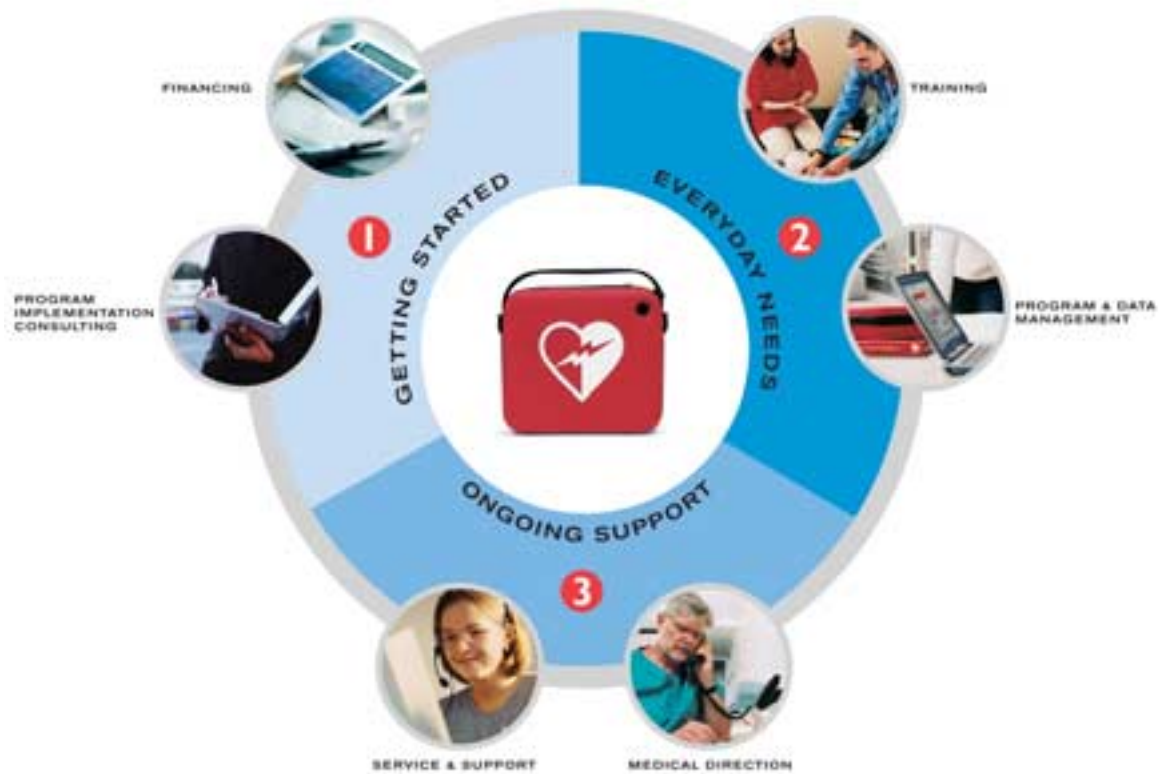 FINANCING
TRAINING
PROGRAM
IMPLEMENTATION
CONSULTING
1
GETTING STARTED
2
EVERYDAY NEEDS
PROGRAM & DATA
MANAGEMENT
ONGOING SUPPORT
3
SERVICE & SUPPORT
MEDICAL DIRECTION